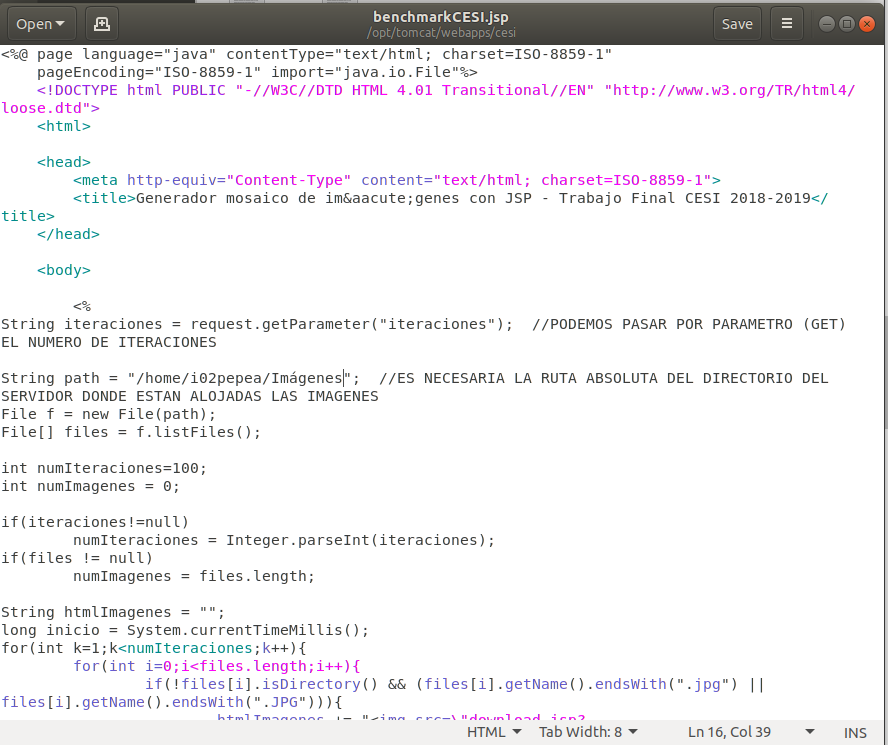 Open
benchmarkCESI.jsp
/opt/tomcat/webapps/cesi
Save
<%@ page language="java" contentType="text/html; charset=ISO-8859-1"
    pageEncoding="ISO-8859-1" import="java.io.File"%>
    <!DOCTYPE html PUBLIC "-//W3C//DTD HTML 4.01 Transitional//EN" "http://www.w3.org/TR/html4/
loose.dtd">
    <html>
    <head>
        <meta http-equiv="Content-Type" content="text/html; charset=ISO-8859-1">
        <title>Generador mosaico de im&aacute;genes con JSP - Trabajo Final CESI 2018-2019</
title>
    </head>
    <body>
        <%
String iteraciones = request.getParameter("iteraciones");  //PODEMOS PASAR POR PARAMETRO (GET)
EL NUMERO DE ITERACIONES
String path = "/home/i02pepea/Imágenes";  //ES NECESARIA LA RUTA ABSOLUTA DEL DIRECTORIO DEL
SERVIDOR DONDE ESTAN ALOJADAS LAS IMAGENES
File f = new File(path);
File[] files = f.listFiles();
int numIteraciones=100;
int numImagenes = 0;
if(iteraciones!=null)
        numIteraciones = Integer.parseInt(iteraciones);
if(files != null)
        numImagenes = files.length;
String htmlImagenes = "";
long inicio = System.currentTimeMillis();
for(int k=1;k<numIteraciones;k++){
        for(int i=0;i<files.length;i++){
                if(!files[i].isDirectory() && (files[i].getName().endsWith(".jpg") ||
files[i].getName().endsWith(".JPG"))){
                        htmlImagenes += "<img src=\"download.jsp?
HTML
Tab Width: 8
Ln 16, Col 39
INS